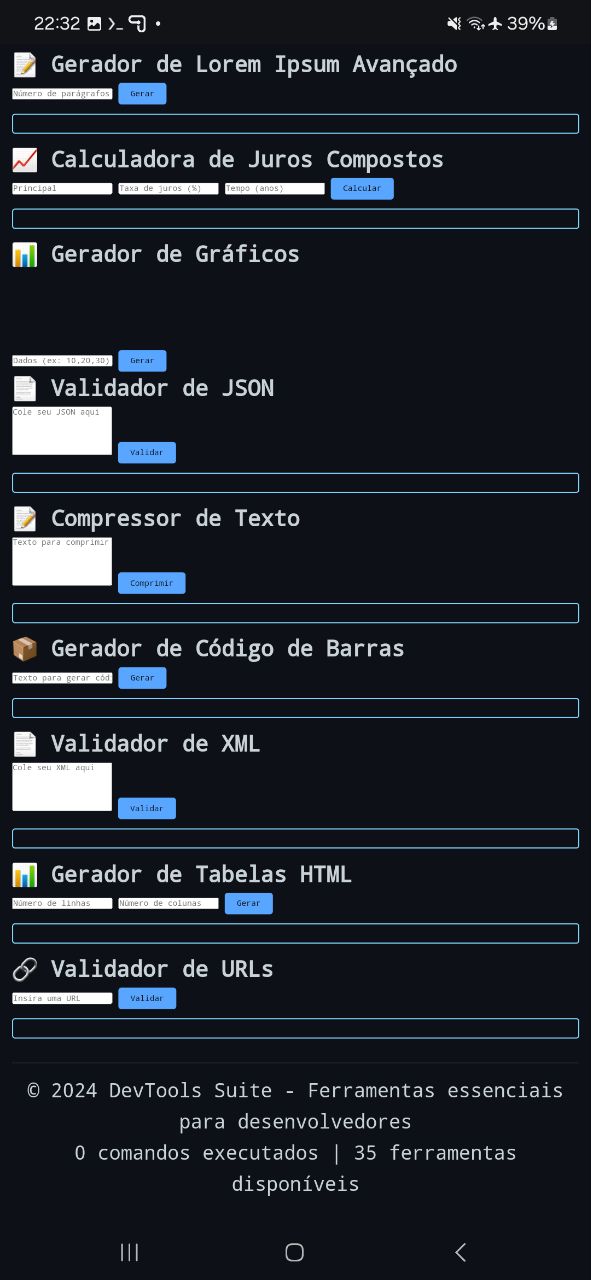 22:32
39%
Gerador de Lorem Ipsum Avançado
Número de parágrafos
Gerar
Calculadora de Juros Compostos
Principal
Taxa de juros (%)
Tempo (anos)
Calcular
Gerador de Gráficos
Dados (ex: 10,20,30)
Gerar
Validador de JSON
Cole seu JSON aqui
Validar
Compressor de Texto
Texto para comprimir
Comprimir
Gerador de Código de Barras
Texto para gerar cód
Gerar
Validador de XML
Cole seu XML aqui
Validar
Gerador de Tabelas HTML
Número de linhas
Número de colunas
Gerar
Validador de URLs
Insira uma URL
Validar
© 2024 DevTools Suite - Ferramentas essenciais
para desenvolvedores
0 comandos executados | 35 ferramentas
disponíveis